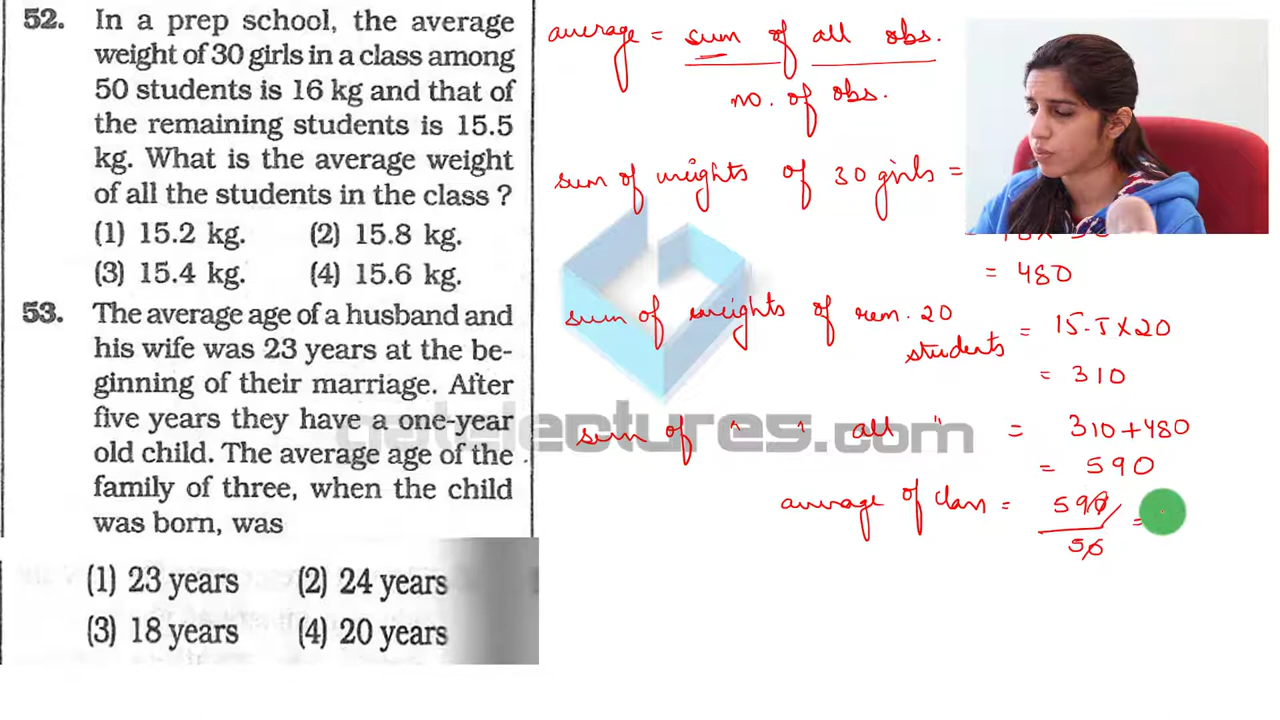 52. In a prep school, the average
weight of 30 girls in a class among
50 students is 16 kg and that of
the remaining students is 15.5
kg. What is the average weight
of all the students in the class ?
(1) 15.2 kg. (2) 15.8 kg.
(3) 15.4 kg. (4) 15.6 kg.
53. The average age of a husband and
his wife was 23 years at the be-
ginning of their marriage. After
five years they have a one-year
old child. The average age of the
family of three, when the child
was born, was
(1) 23 years (2) 24 years
(3) 18 years (4) 20 years
average = sum of all obs.
no. of obs.
sum of weights of 30 girls =
= 480
sum of weights of rem. 20
students = 15.5 x 20
= 310
sum of " " all " = 310 + 480
= 590
average of class = 590
50 =
getelectures.com